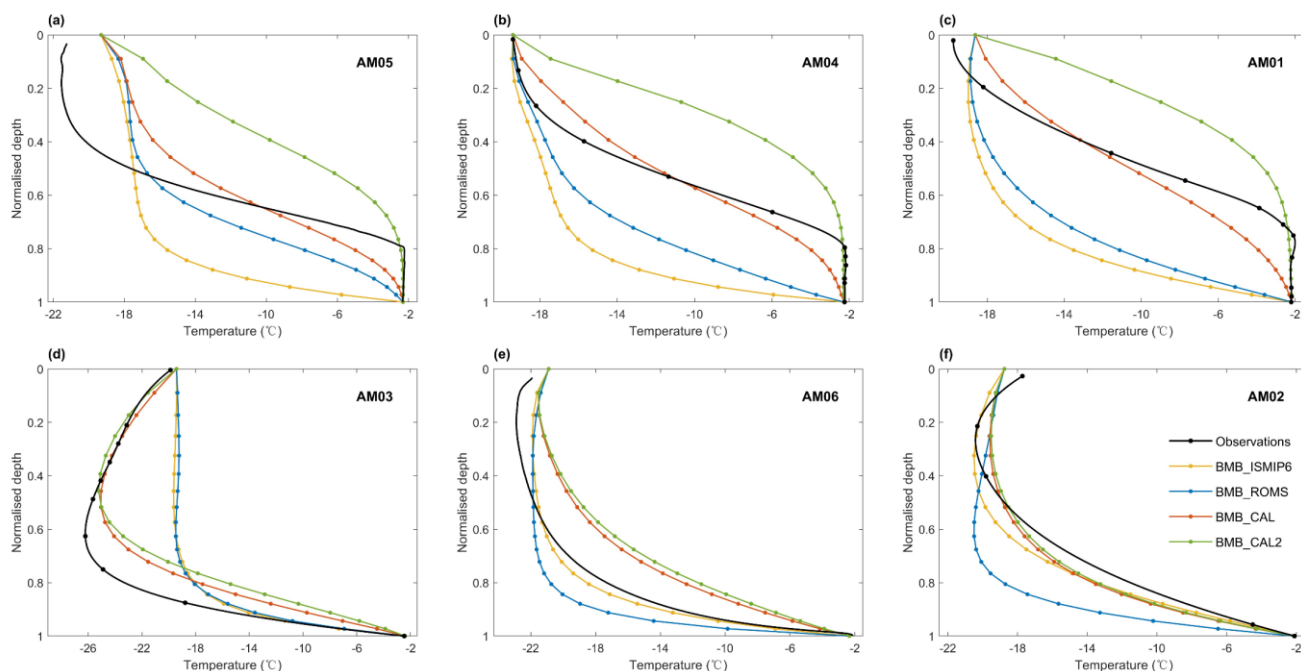 (a)
AM05
Normalised depth
0
0.2
0.4
0.6
0.8
1
-22 -18 -14 -10 -6 -2
Temperature (℃)
(b)
AM04
Normalised depth
0
0.2
0.4
0.6
0.8
1
-18 -14 -10 -6 -2
Temperature (℃)
(c)
AM01
Normalised depth
0
0.2
0.4
0.6
0.8
1
-18 -14 -10 -6 -2
Temperature (℃)
(d)
AM03
Normalised depth
0
0.2
0.4
0.6
0.8
1
-26 -22 -18 -14 -10 -6 -2
Temperature (℃)
(e)
AM06
Normalised depth
0
0.2
0.4
0.6
0.8
1
-22 -18 -14 -10 -6 -2
Temperature (℃)
(f)
AM02
Normalised depth
0
0.2
0.4
0.6
0.8
1
-22 -18 -14 -10 -6 -2
Temperature (℃)
Observations
BMB_ISMIP6
BMB_ROMS
BMB_CAL
BMB_CAL2